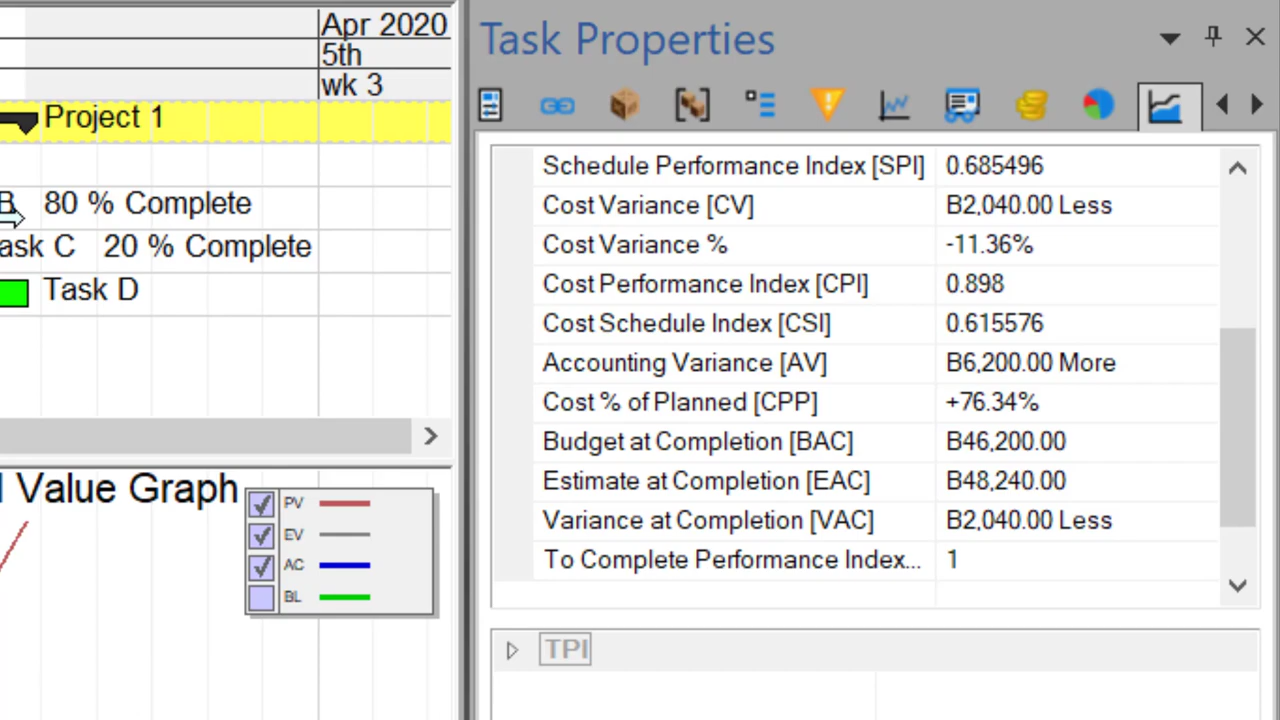 Apr 2020
5th
wk 3
Project 1
B 80 % Complete
ask C 20 % Complete
Task D
Value Graph
PV
EV
AC
BL
Task Properties
Schedule Performance Index [SPI] 0.685496
Cost Variance [CV] B2,040.00 Less
Cost Variance % -11.36%
Cost Performance Index [CPI] 0.898
Cost Schedule Index [CSI] 0.615576
Accounting Variance [AV] B6,200.00 More
Cost % of Planned [CPP] +76.34%
Budget at Completion [BAC] B46,200.00
Estimate at Completion [EAC] B48,240.00
Variance at Completion [VAC] B2,040.00 Less
To Complete Performance Index... 1
TPI